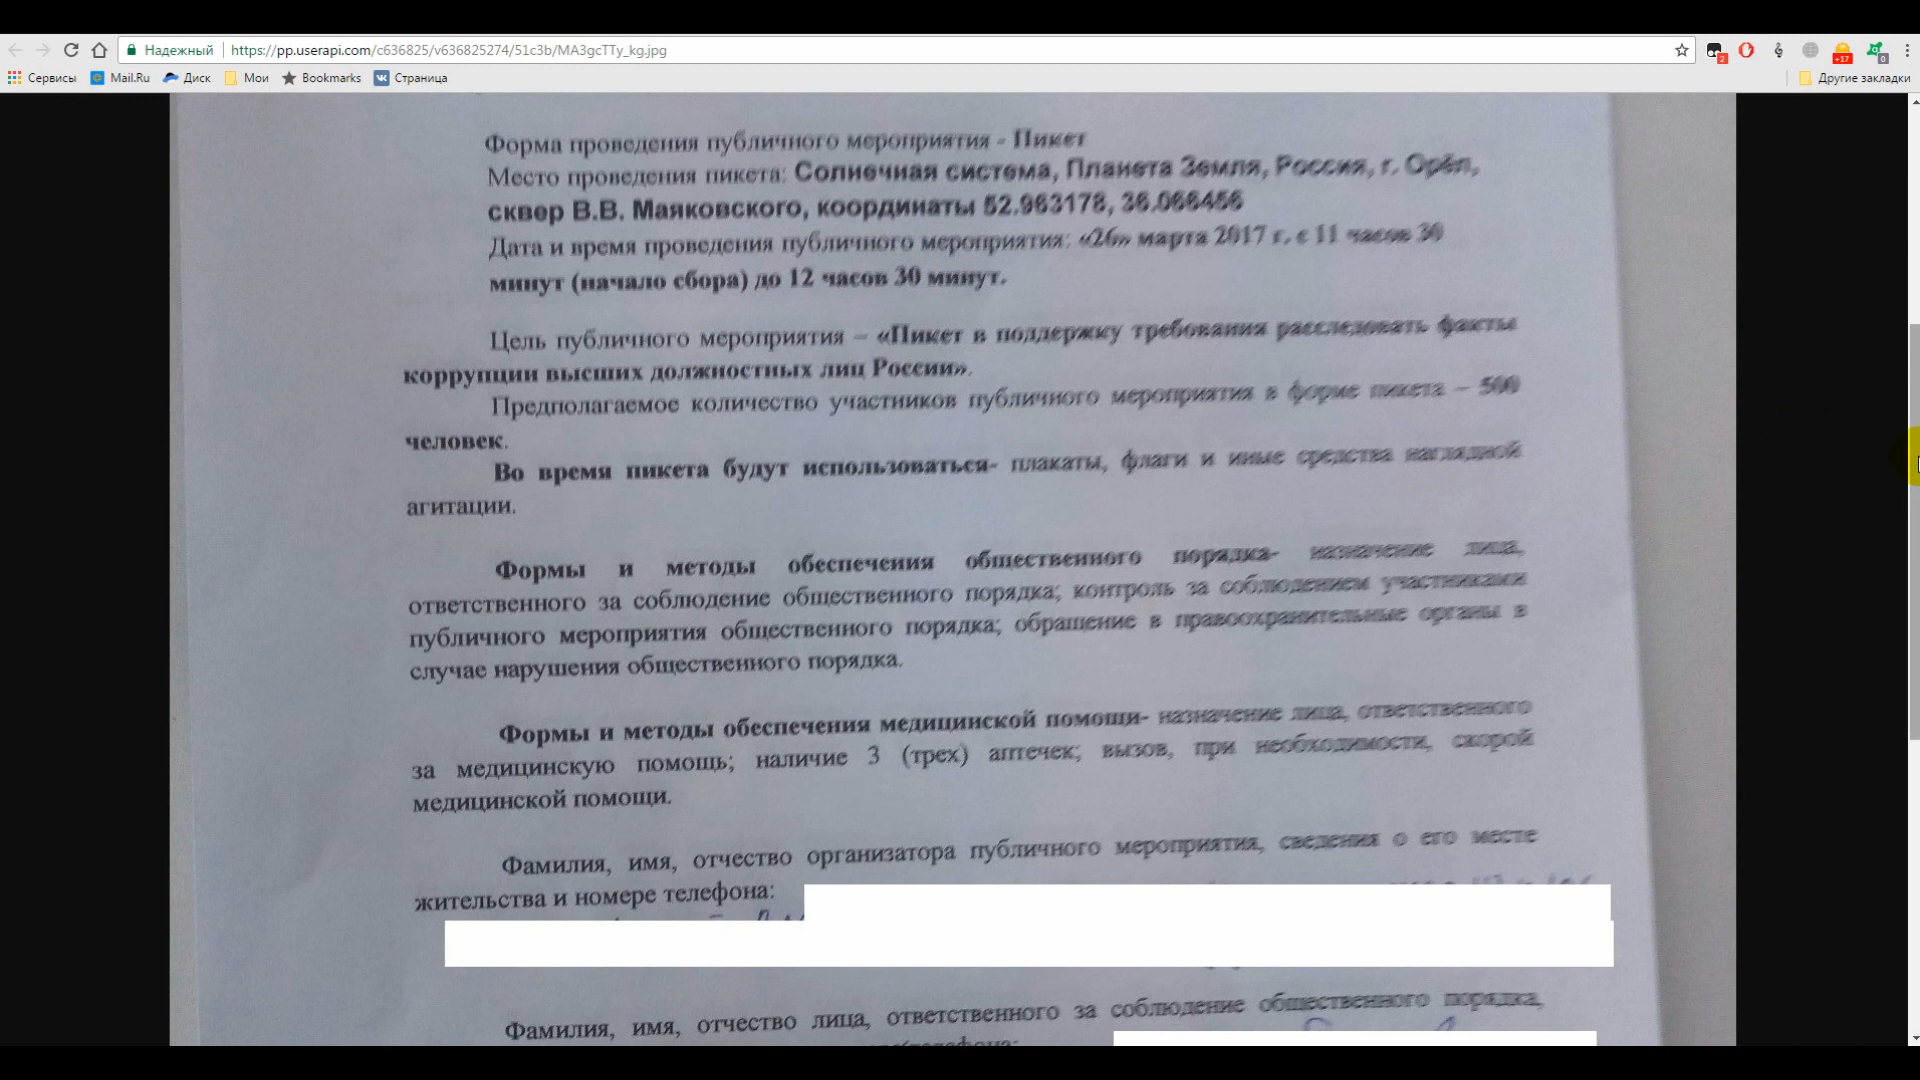 Надежный https://pp.userapi.com/c636825/v636825274/51c3b/MA3gcTTy_kg.jpg
2 +17 0
Сервисы Mail.Ru Диск Мои Bookmarks Страница Другие закладки
Форма проведения публичного мероприятия - Пикет
Место проведения пикета: Солнечная система, Планета Земля, Россия, г. Орёл,
сквер В.В. Маяковского, координаты 52.963178, 36.066456
Дата и время проведения публичного мероприятия: «26» марта 2017 г. с 11 часов 30
минут (начало сбора) до 12 часов 30 минут.
Цель публичного мероприятия – «Пикет в поддержку требования расследовать факты
коррупции высших должностных лиц России».
Предполагаемое количество участников публичного мероприятия в форме пикета – 500
человек.
Во время пикета будут использоваться- плакаты, флаги и иные средства наглядной
агитации.
Формы и методы обеспечения общественного порядка- назначение лица,
ответственного за соблюдение общественного порядка; контроль за соблюдением участниками
публичного мероприятия общественного порядка; обращение в правоохранительные органы в
случае нарушения общественного порядка.
Формы и методы обеспечения медицинской помощи- назначение лица, ответственного
за медицинскую помощь; наличие 3 (трех) аптечек; вызов, при необходимости, скорой
медицинской помощи.
Фамилия, имя, отчество организатора публичного мероприятия, сведения о его месте
жительства и номере телефона:
Фамилия, имя, отчество лица, ответственного за соблюдение общественного порядка,